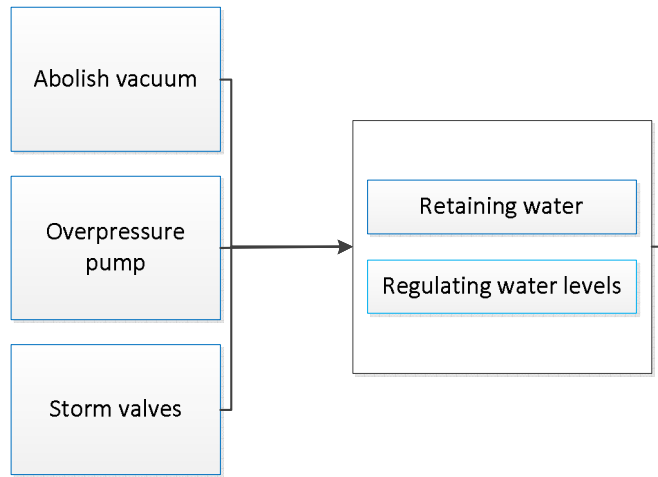 Abolish vacuum
Overpressure
pump
Storm valves
Retaining water
Regulating water levels